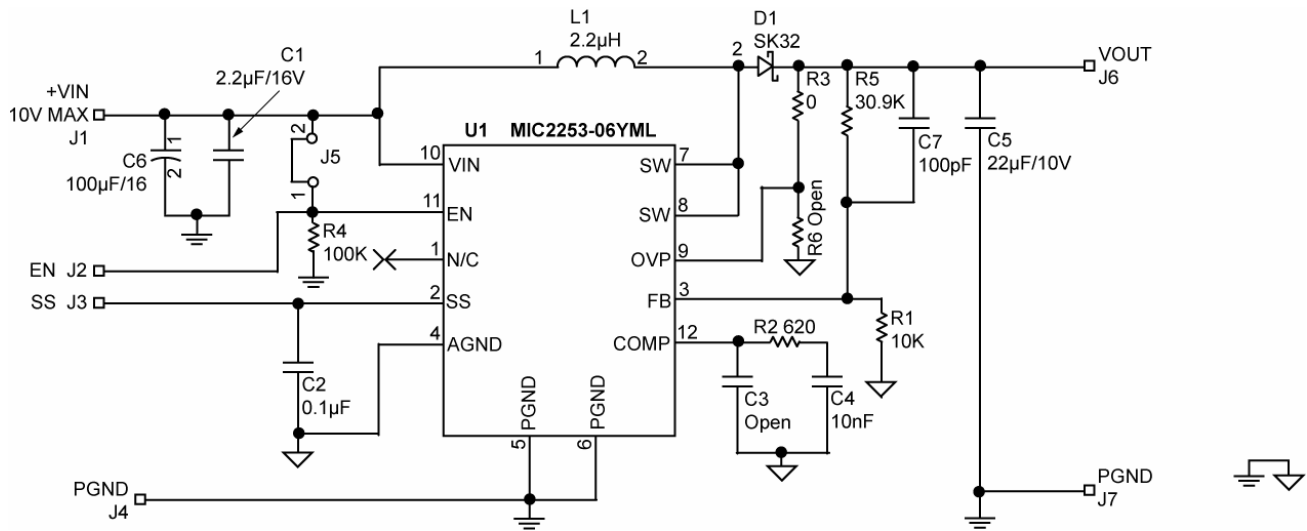 L1
2.2µH
1
2
2
D1
SK32
VOUT
J6
C1
2.2µF/16V
+VIN
10V MAX
J1
C6
100µF/16
1
2
2
J5
1
R3
0
R5
30.9K
C7
100pF
C5
22µF/10V
U1 MIC2253-06YML
10
VIN
SW
7
11
EN
SW
8
R4
100K
1
N/C
OVP
9
R6 Open
EN J2
SS J3
2
SS
FB
3
R1
10K
4
AGND
COMP
12
R2 620
C2
0.1µF
C3
Open
C4
10nF
PGND
PGND
5
6
PGND
J4
PGND
J7